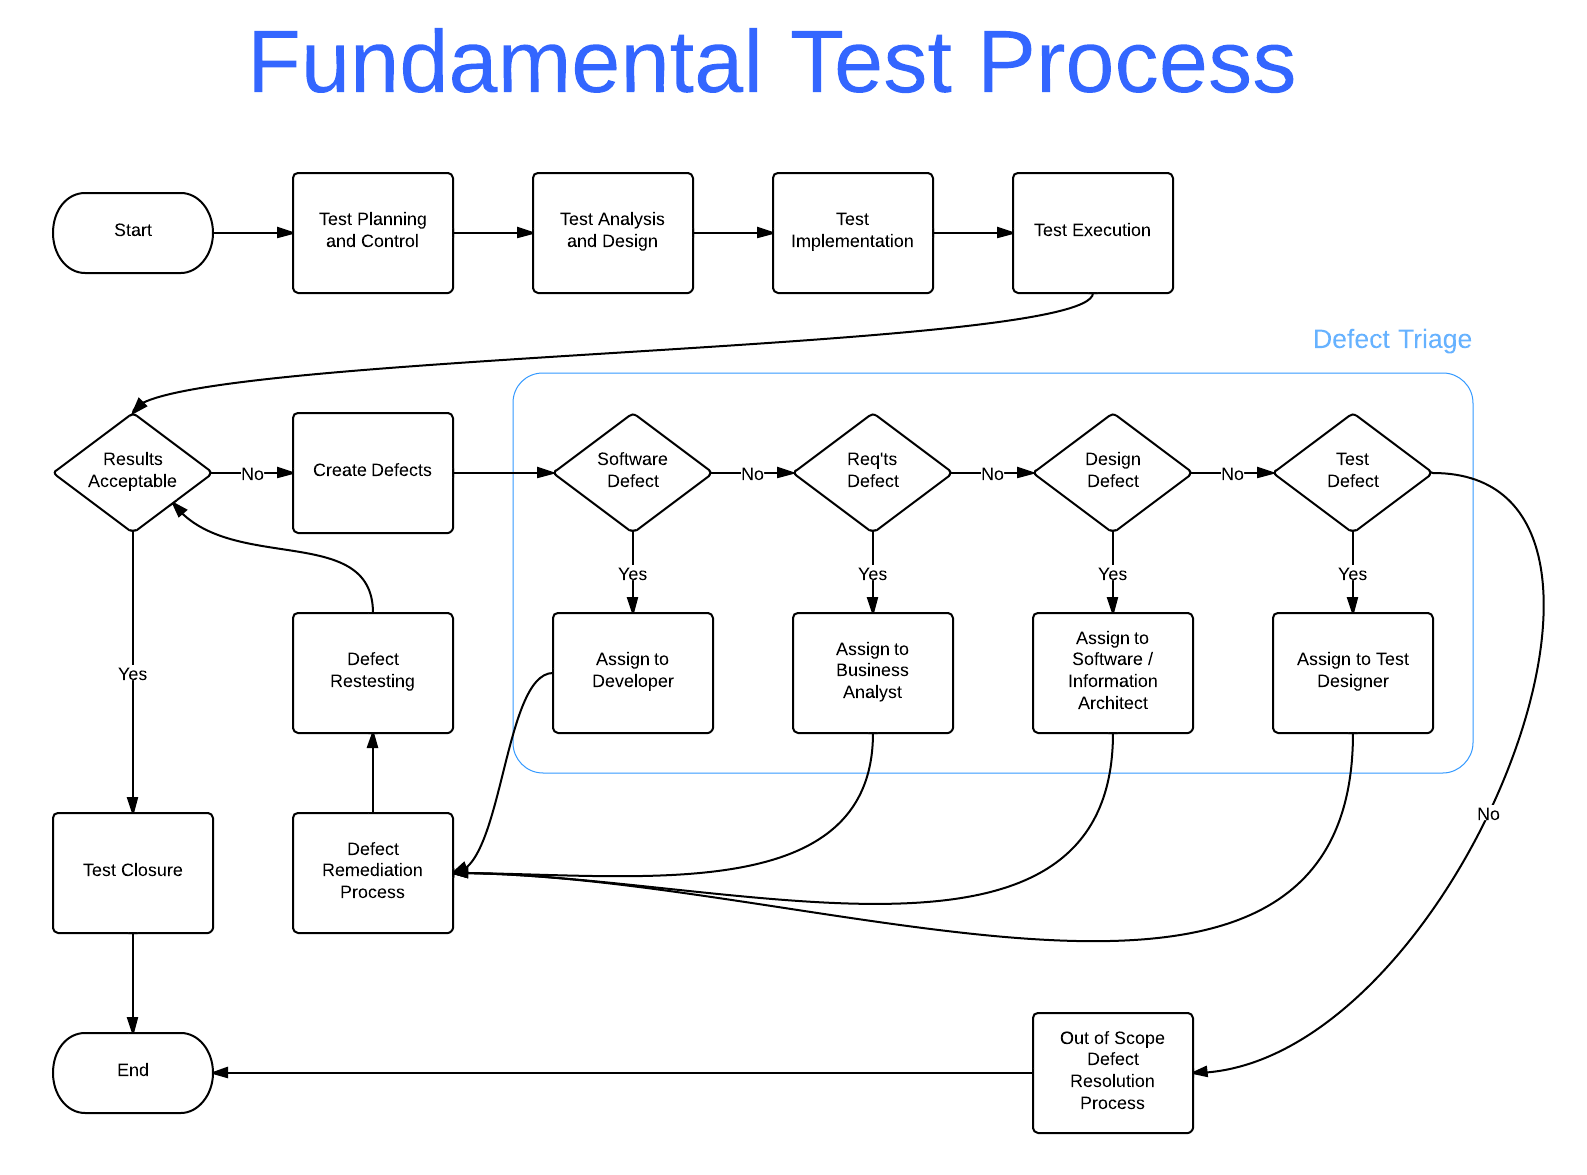 Fundamental Test Process
Start
Test Planning
and Control
Test Analysis
and Design
Test
Implementation
Test Execution
Defect Triage
Results
Acceptable
No
Create Defects
Software
Defect
No
Req'ts
Defect
No
Design
Defect
No
Test
Defect
Yes
Yes
Yes
Yes
Yes
Defect
Restesting
Assign to
Developer
Assign to
Business
Analyst
Assign to
Software /
Information
Architect
Assign to Test
Designer
No
Test Closure
Defect
Remediation
Process
End
Out of Scope
Defect
Resolution
Process